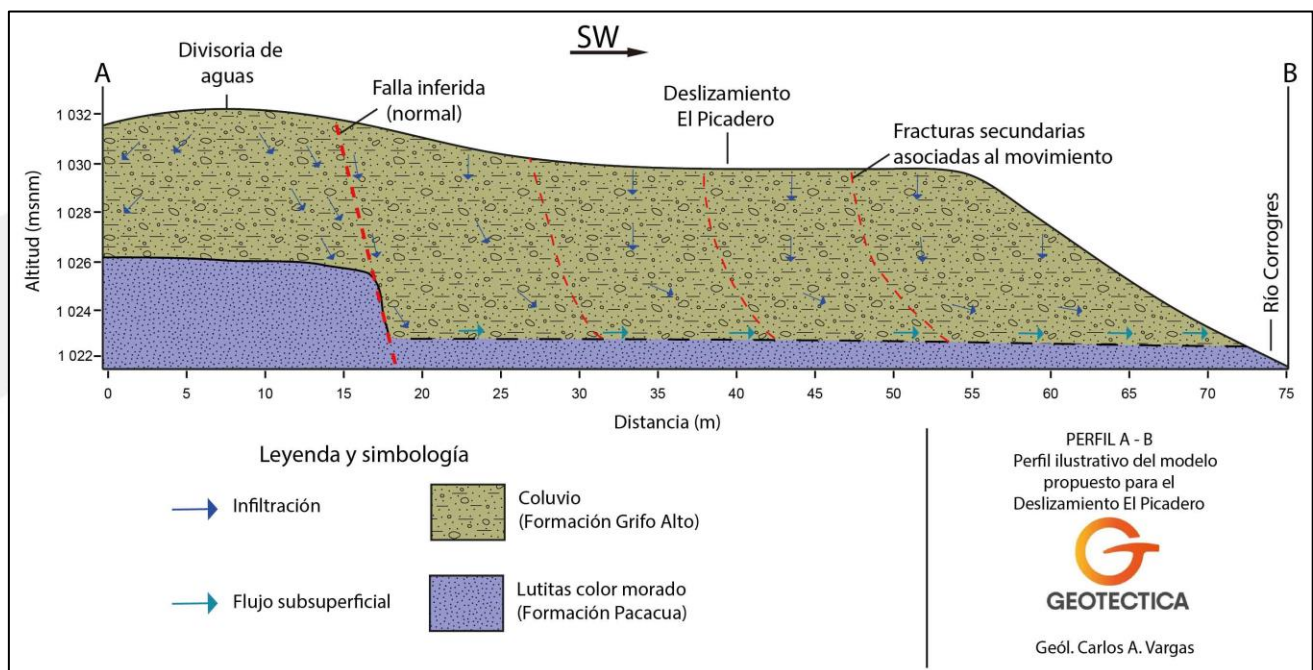 SW
A
B
Divisoria de
aguas
Falla inferida
(normal)
Deslizamiento
El Picadero
Fracturas secundarias
asociadas al movimiento
Altitud (msnm)
1 032
1 030
1 028
1 026
1 024
1 022
Río Corrogres
0 5 10 15 20 25 30 35 40 45 50 55 60 65 70 75
Distancia (m)
Leyenda y simbología
Infiltración
Coluvio
(Formación Grifo Alto)
Flujo subsuperficial
Lutitas color morado
(Formación Pacacua)
PERFIL A - B
Perfil ilustrativo del modelo
propuesto para el
Deslizamiento El Picadero
GEOTECTICA
Geól. Carlos A. Vargas